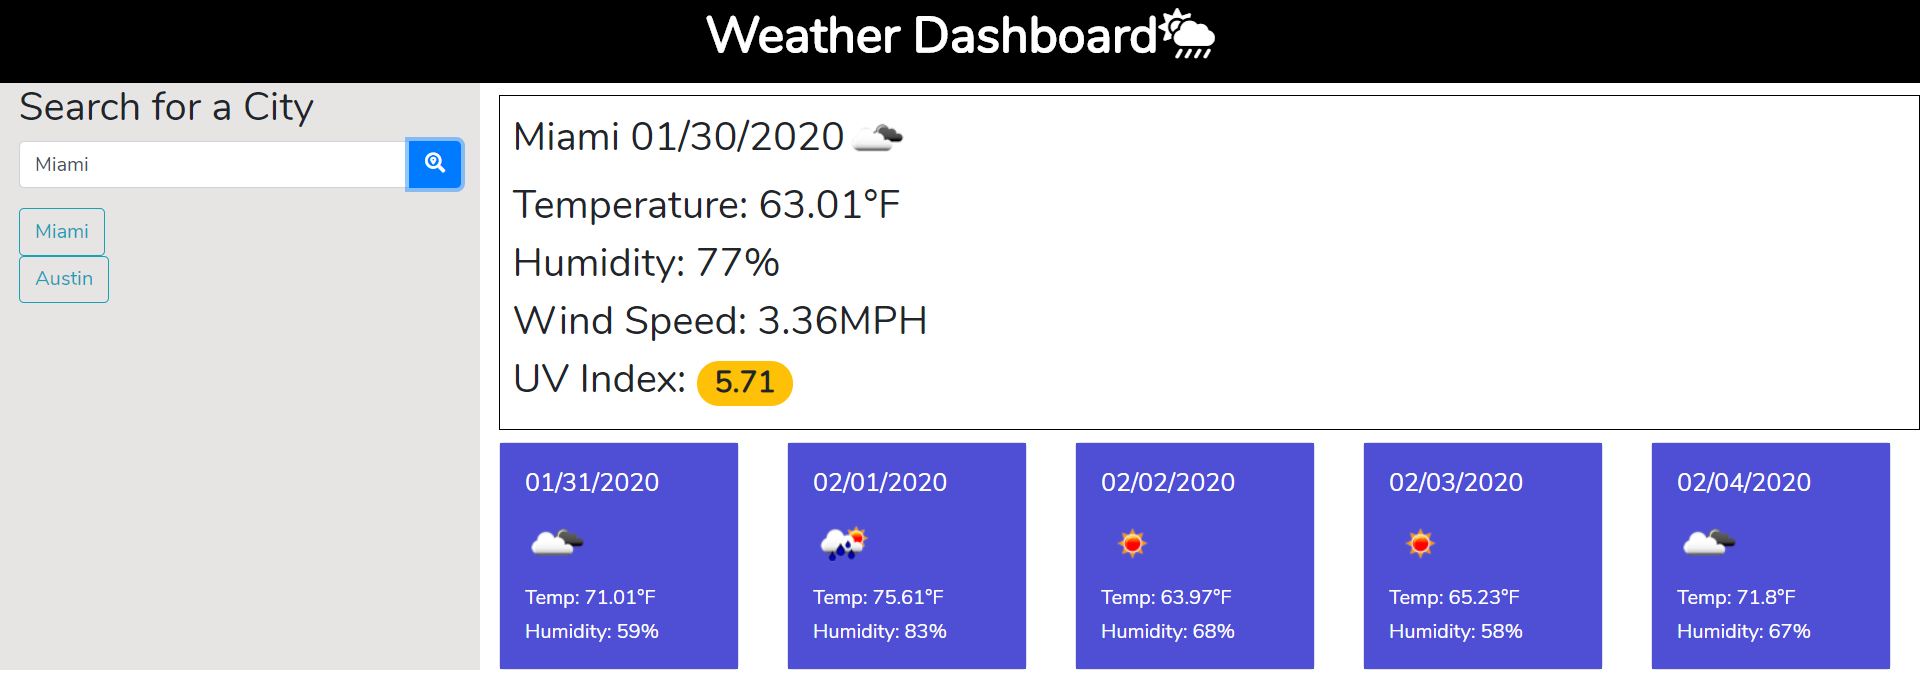 Weather Dashboard
Search for a City
Miami
Miami
Austin
Miami 01/30/2020
Temperature: 63.01°F
Humidity: 77%
Wind Speed: 3.36MPH
UV Index: 5.71
01/31/2020
Temp: 71.01°F
Humidity: 59%
02/01/2020
Temp: 75.61°F
Humidity: 83%
02/02/2020
Temp: 63.97°F
Humidity: 68%
02/03/2020
Temp: 65.23°F
Humidity: 58%
02/04/2020
Temp: 71.8°F
Humidity: 67%